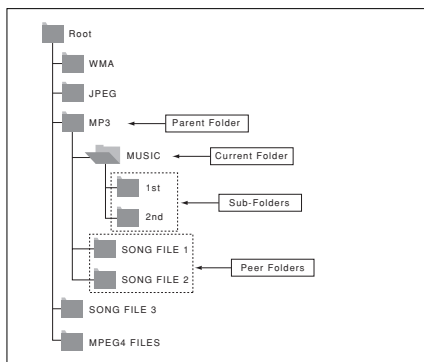 Root
WMA
JPEG
MP3
Parent Folder
MUSIC
Current Folder
1st
2nd
Sub-Folders
SONG FILE 1
SONG FILE 2
Peer Folders
SONG FILE 3
MPEG4 FILES